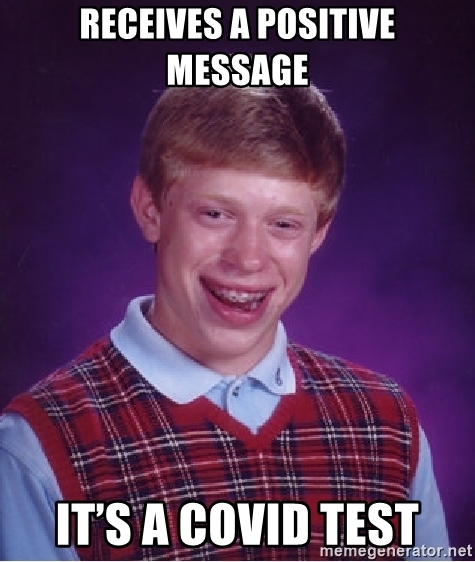 RECEIVES A POSITIVE
MESSAGE
IT’S A COVID TEST
memegenerator.net